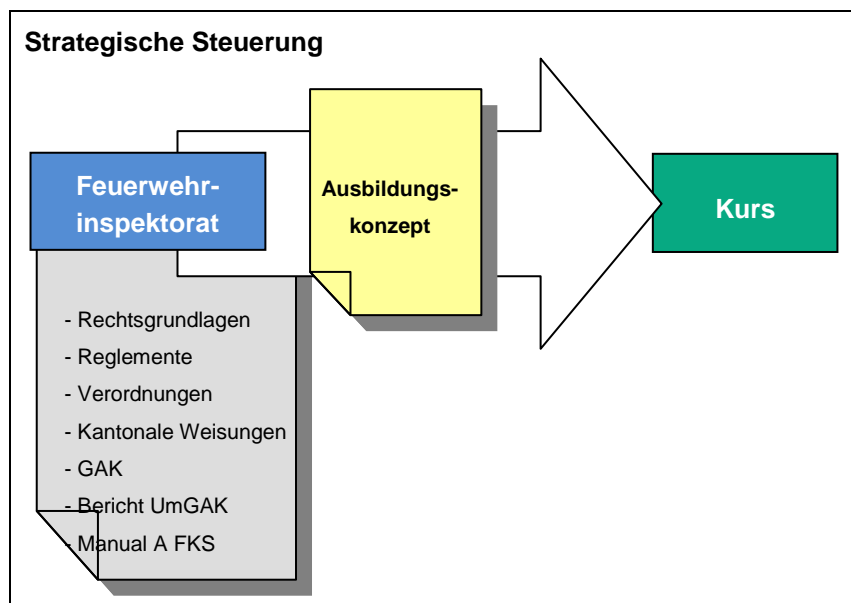 Strategische Steuerung
Feuerwehr-
inspektorat
Ausbildungs-
konzept
Kurs
- Rechtsgrundlagen
- Reglemente
- Verordnungen
- Kantonale Weisungen
- GAK
- Bericht UmGAK
- Manual A FKS